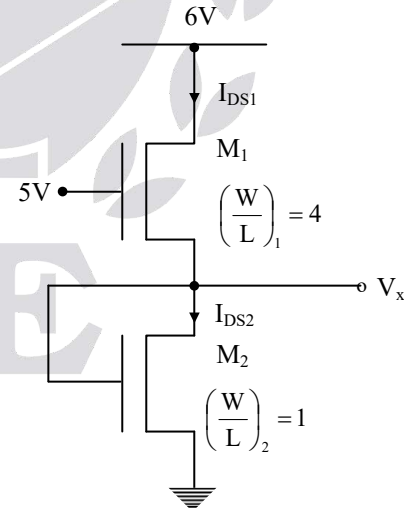 6V
I_DS1
M_1
5V
(W/L)_1 = 4
V_x
I_DS2
M_2
(W/L)_2 = 1
E